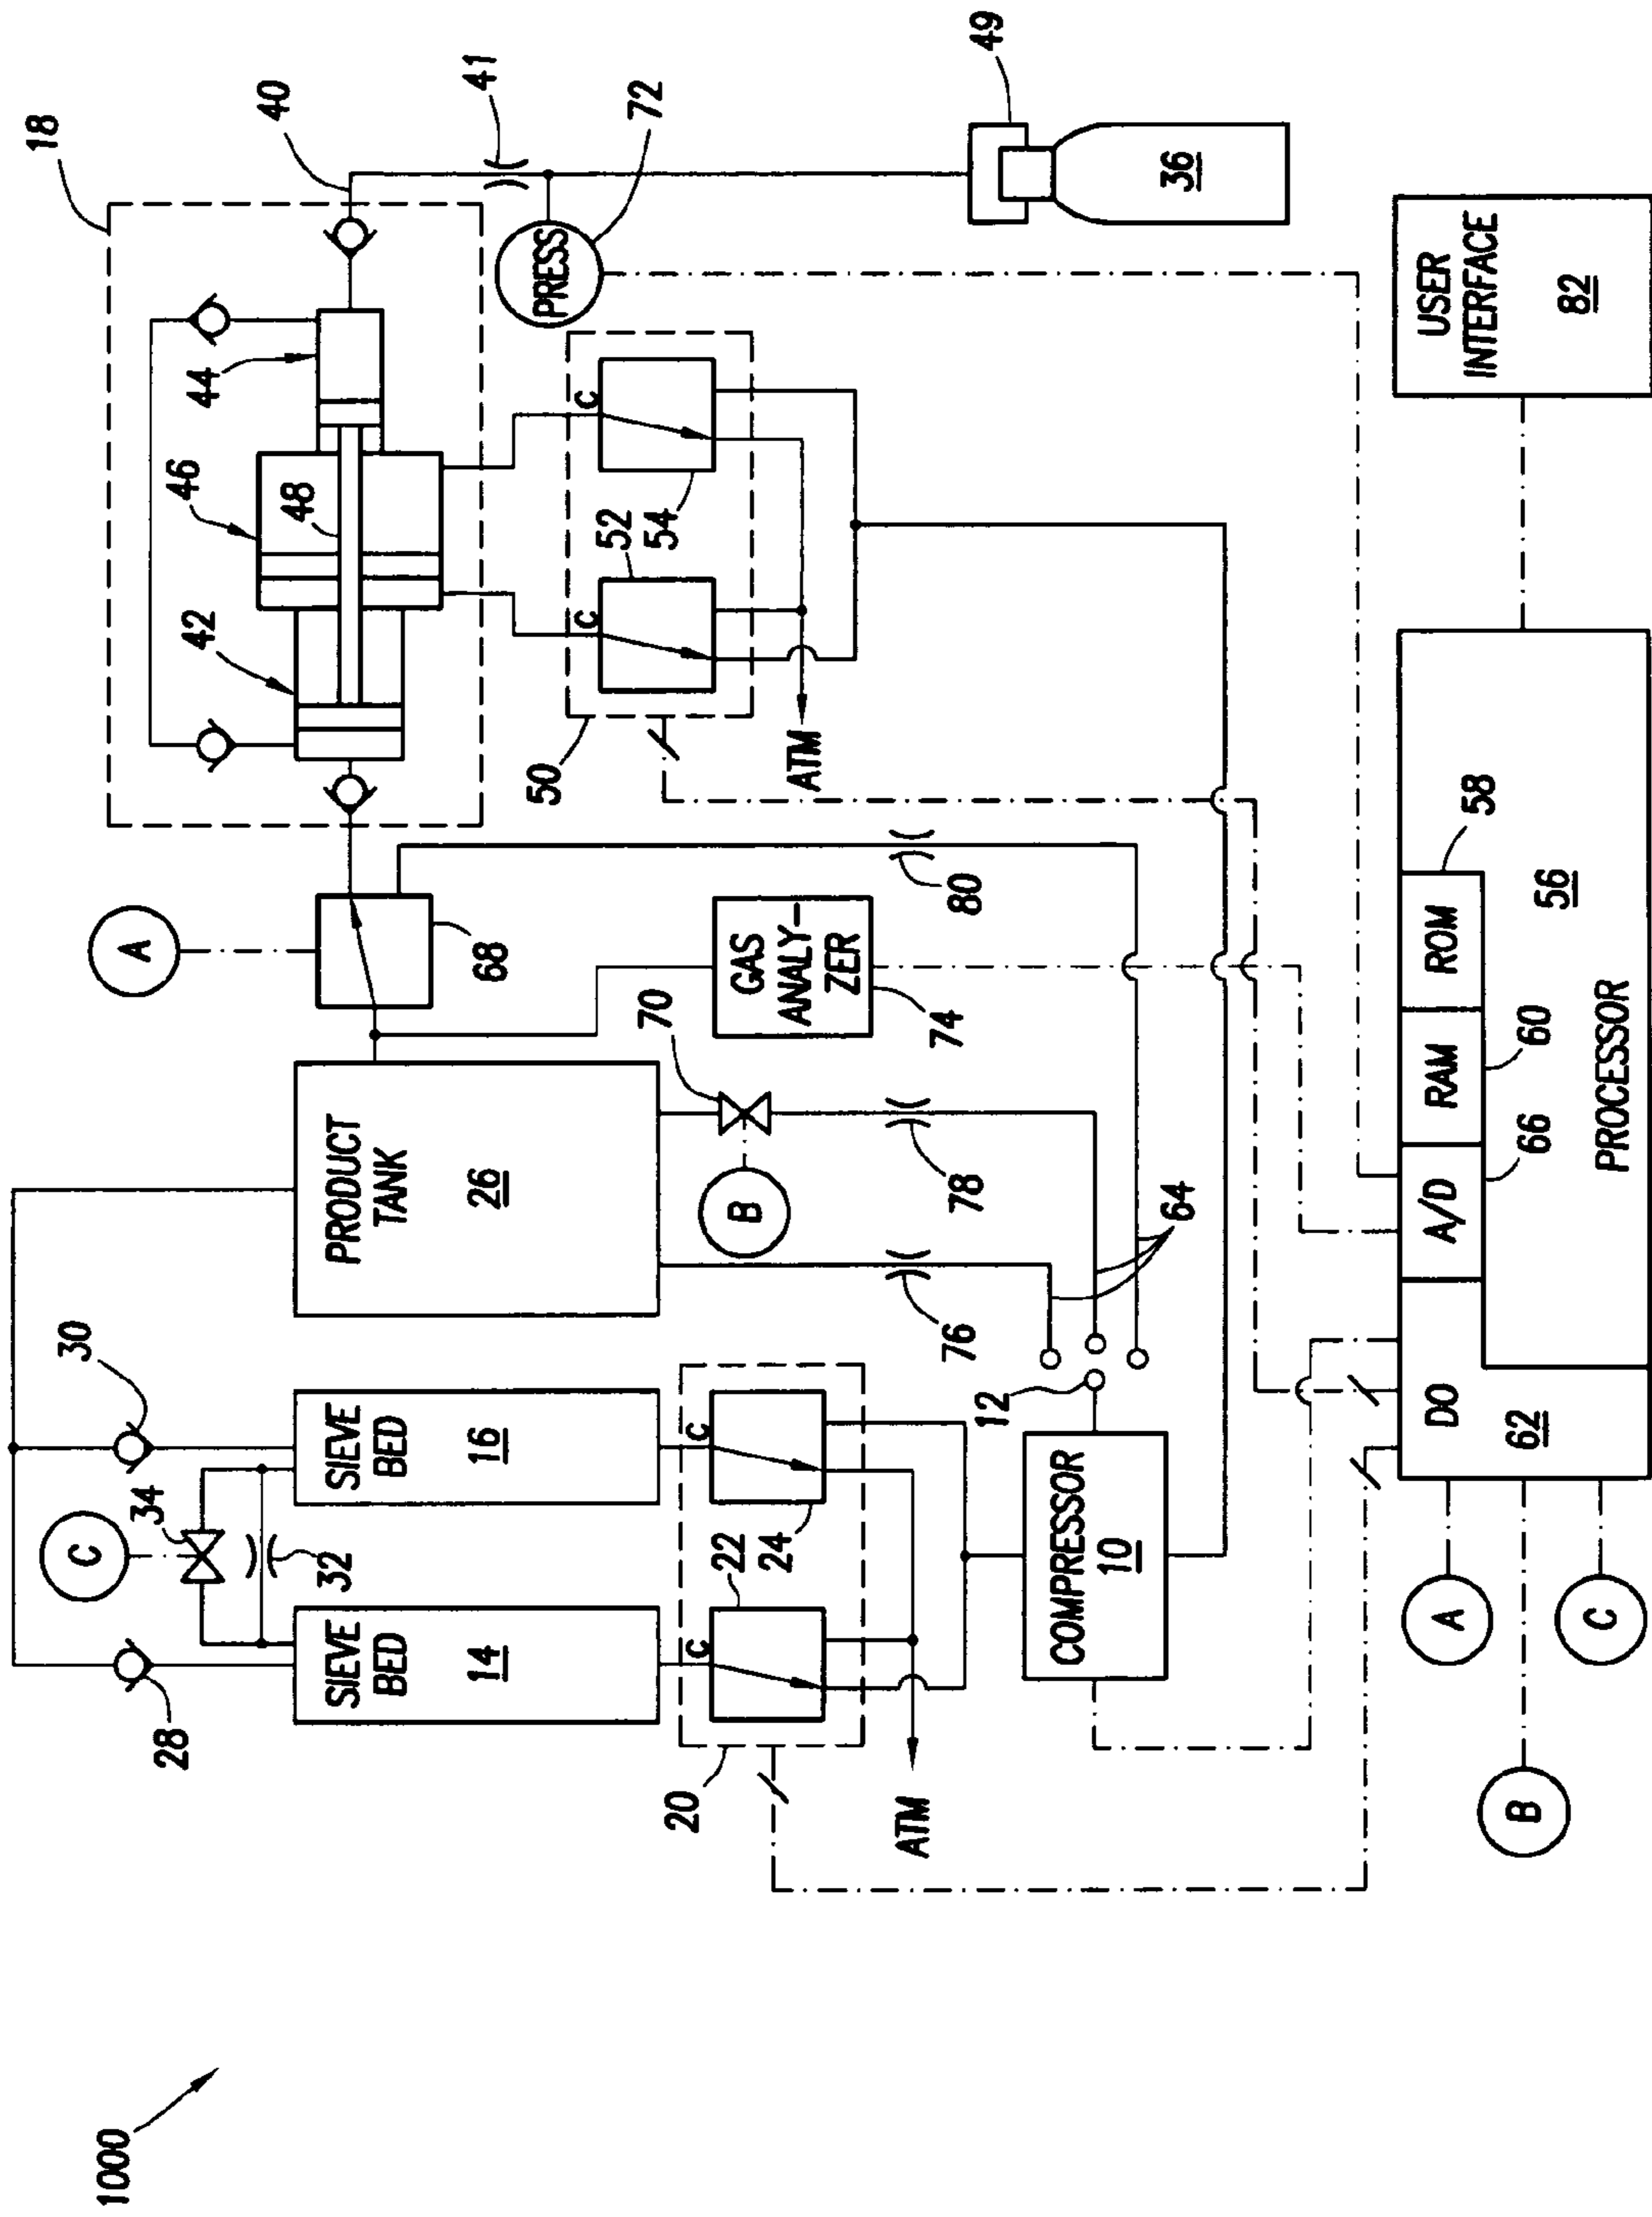 1000
18
40
41
72
49
PRESS
36
44
46
48
42
C
C
52
54
50
ATM
A
68
80
GAS
ANALY–
ZER
74
70
B
78
76
64
PRODUCT
TANK
26
30
28
C
34
32
SIEVE
BED
16
SIEVE
BED
14
C
C
22
24
20
ATM
12
COMPRESSOR
10
USER
INTERFACE
82
58
ROM
RAM
A/D
DO
56
60
66
62
PROCESSOR
A
B
C